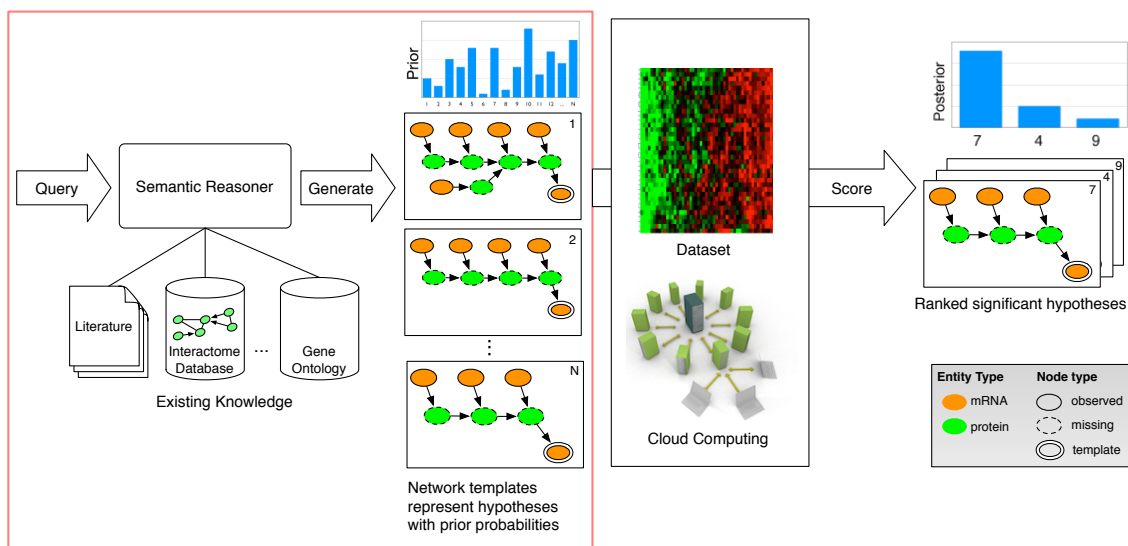 Query
Semantic Reasoner
Generate
Literature
Interactome
Database
...
Gene
Ontology
Existing Knowledge
Prior
1 2 3 4 5 6 7 8 9 10 11 12 ... N
1
2
N
Network templates
represent hypotheses
with prior probabilities
Dataset
Cloud Computing
Score
Posterior
7 4 9
9
4
7
Ranked significant hypotheses
Entity Type Node type
mRNA observed
protein missing
template